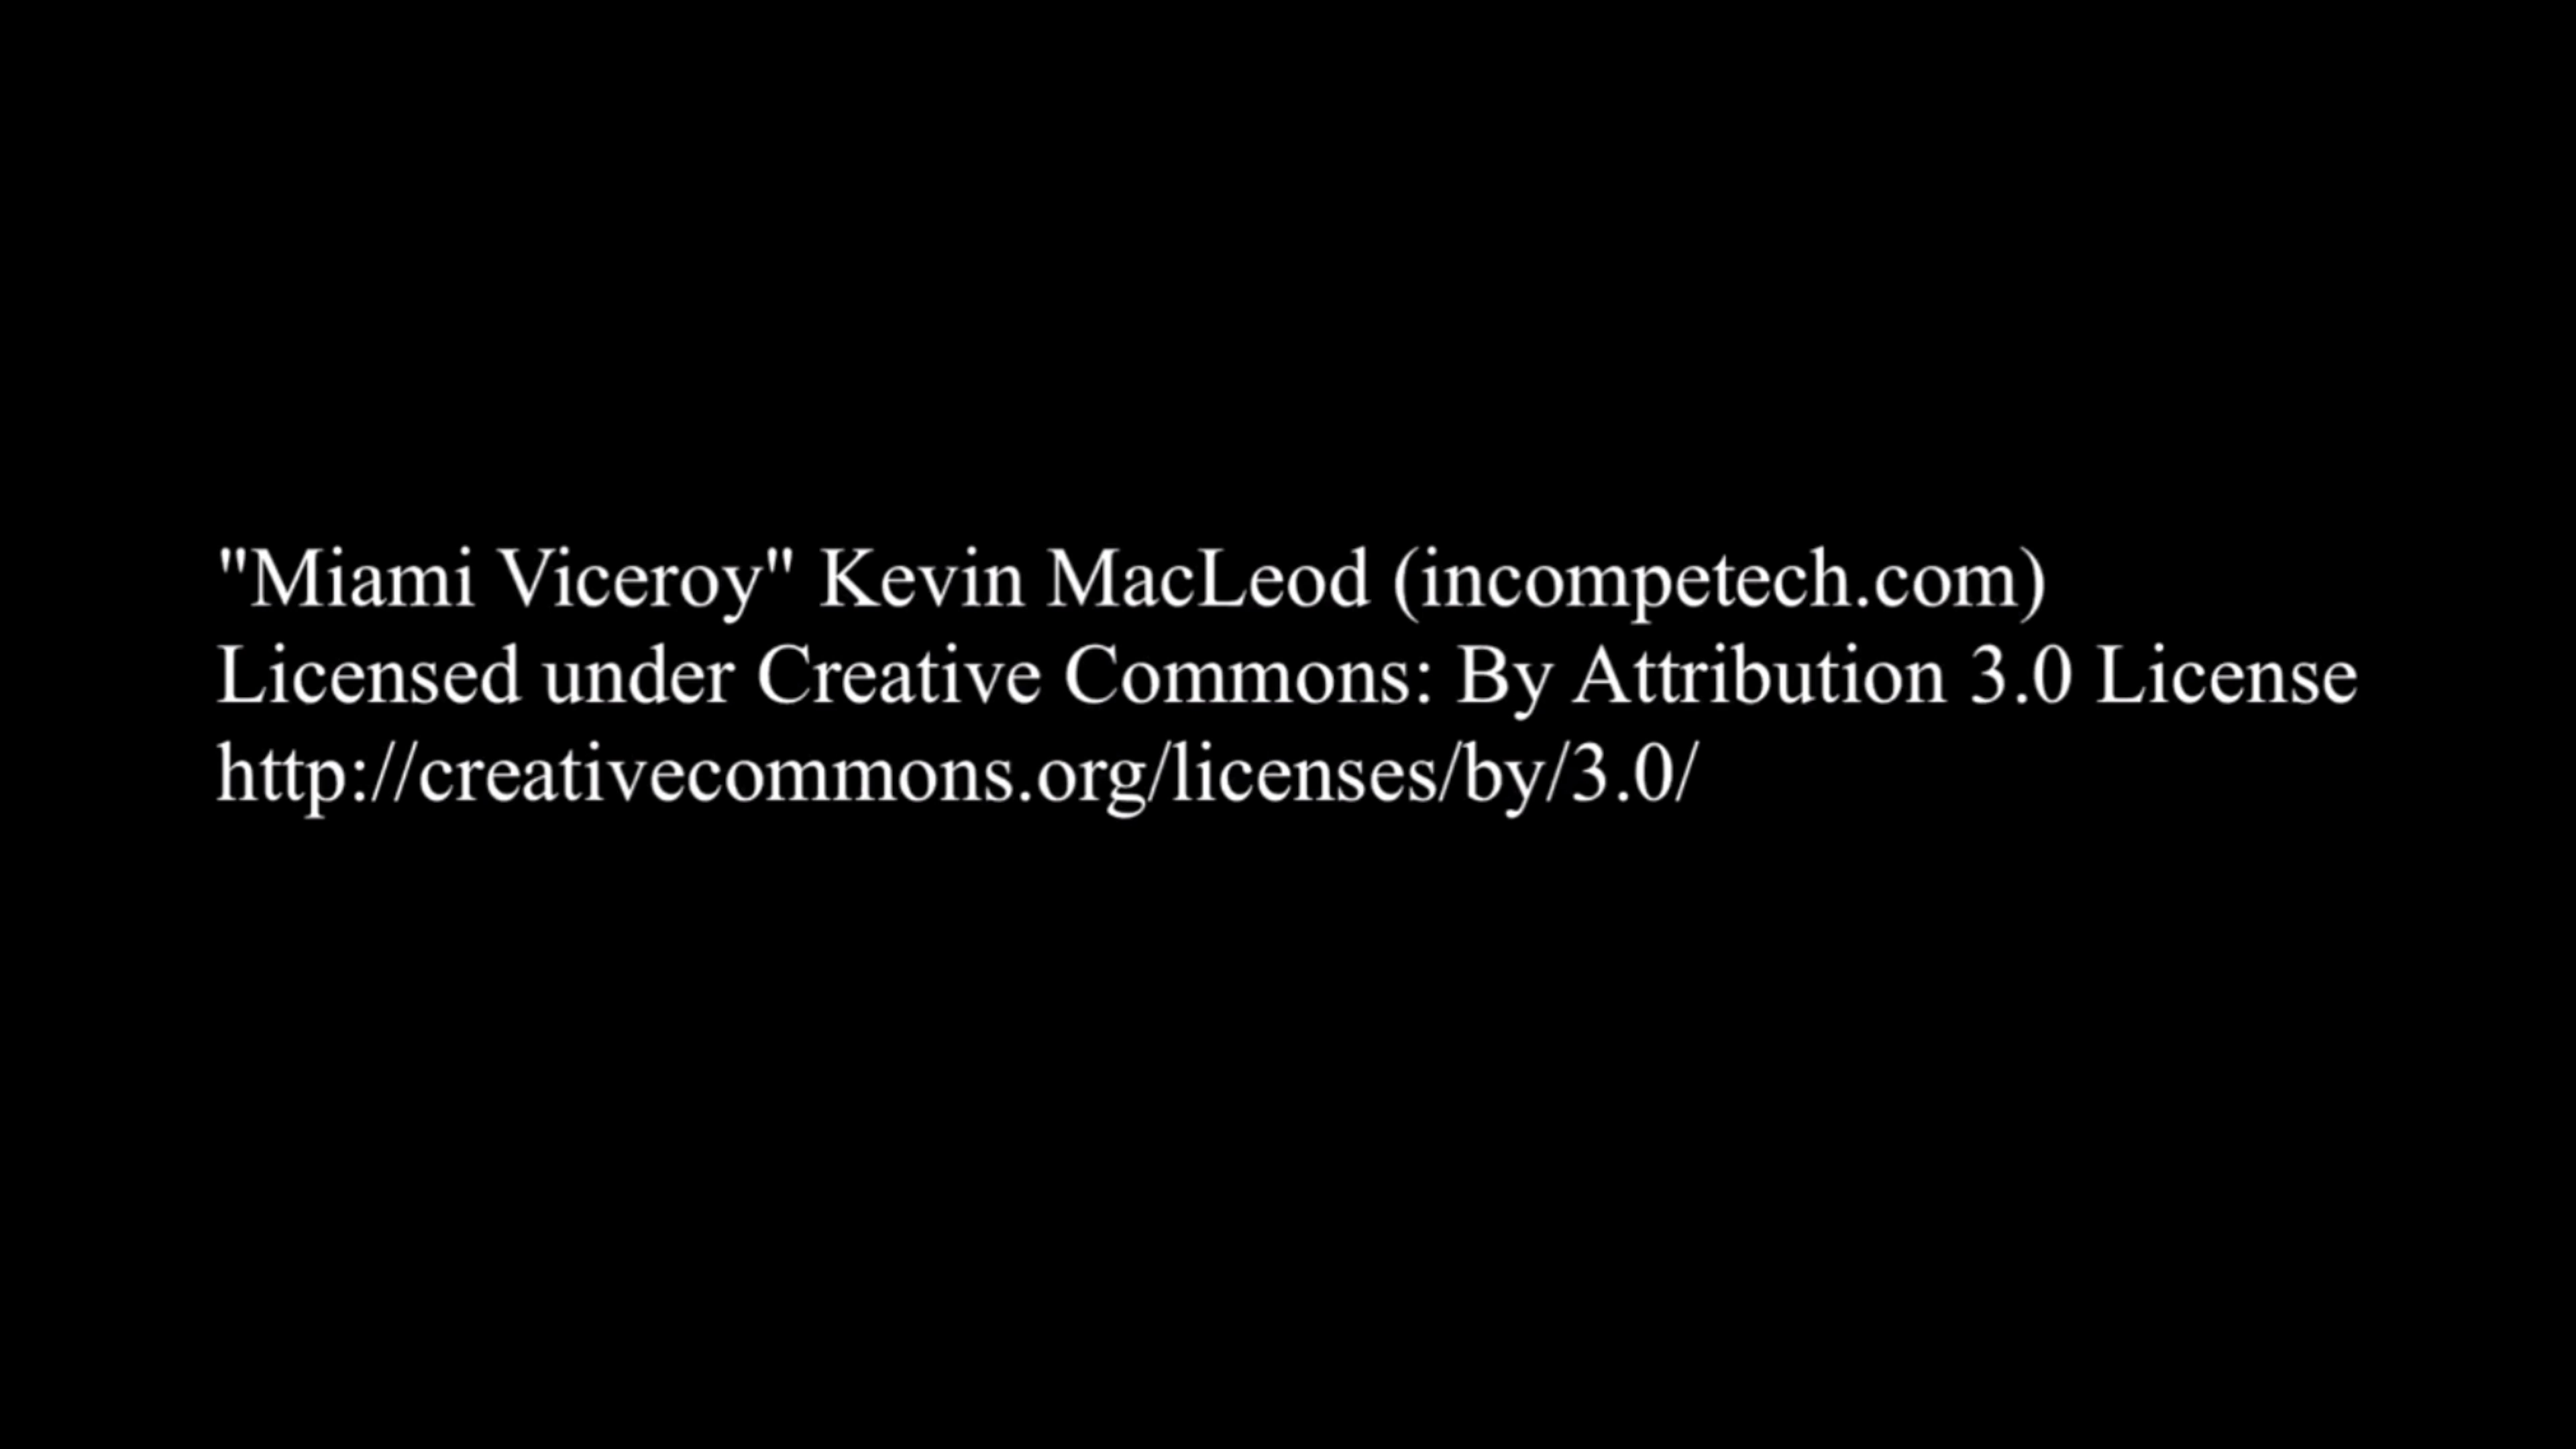 "Miami Viceroy" Kevin MacLeod (incompetech.com)
Licensed under Creative Commons: By Attribution 3.0 License
http://creativecommons.org/licenses/by/3.0/